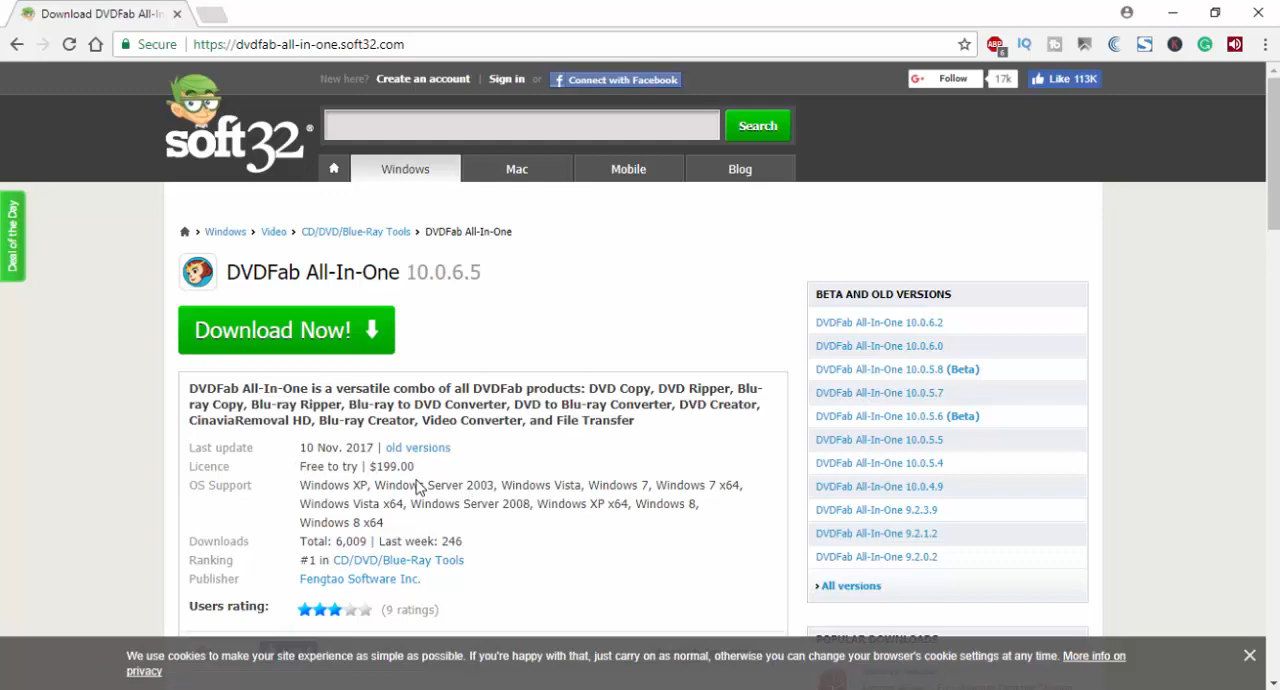 Download DVDFab All-In
Secure https://dvdfab-all-in-one.soft32.com
ABP 6 IQ
New here? Create an account Sign in or f Connect with Facebook
G+ Follow 17k Like 113K
soft32®
Search
Windows Mac Mobile Blog
Deal of the Day
Windows › Video › CD/DVD/Blue-Ray Tools › DVDFab All-In-One
DVDFab All-In-One 10.0.6.5
Download Now!
DVDFab All-In-One is a versatile combo of all DVDFab products: DVD Copy, DVD Ripper, Blu-
ray Copy, Blu-ray Ripper, Blu-ray to DVD Converter, DVD to Blu-ray Converter, DVD Creator,
CinaviaRemoval HD, Blu-ray Creator, Video Converter, and File Transfer
Last update 10 Nov. 2017 | old versions
Licence Free to try | $199.00
OS Support Windows XP, Windows Server 2003, Windows Vista, Windows 7, Windows 7 x64,
Windows Vista x64, Windows Server 2008, Windows XP x64, Windows 8,
Windows 8 x64
Downloads Total: 6,009 | Last week: 246
Ranking #1 in CD/DVD/Blue-Ray Tools
Publisher Fengtao Software Inc.
Users rating: (9 ratings)
BETA AND OLD VERSIONS
DVDFab All-In-One 10.0.6.2
DVDFab All-In-One 10.0.6.0
DVDFab All-In-One 10.0.5.8 (Beta)
DVDFab All-In-One 10.0.5.7
DVDFab All-In-One 10.0.5.6 (Beta)
DVDFab All-In-One 10.0.5.5
DVDFab All-In-One 10.0.5.4
DVDFab All-In-One 10.0.4.9
DVDFab All-In-One 9.2.3.9
DVDFab All-In-One 9.2.1.2
DVDFab All-In-One 9.2.0.2
› All versions
POPULAR DOWNLOADS
We use cookies to make your site experience as simple as possible. If you're happy with that, just carry on as normal, otherwise you can change your browser's cookie settings at any time. More info on
privacy